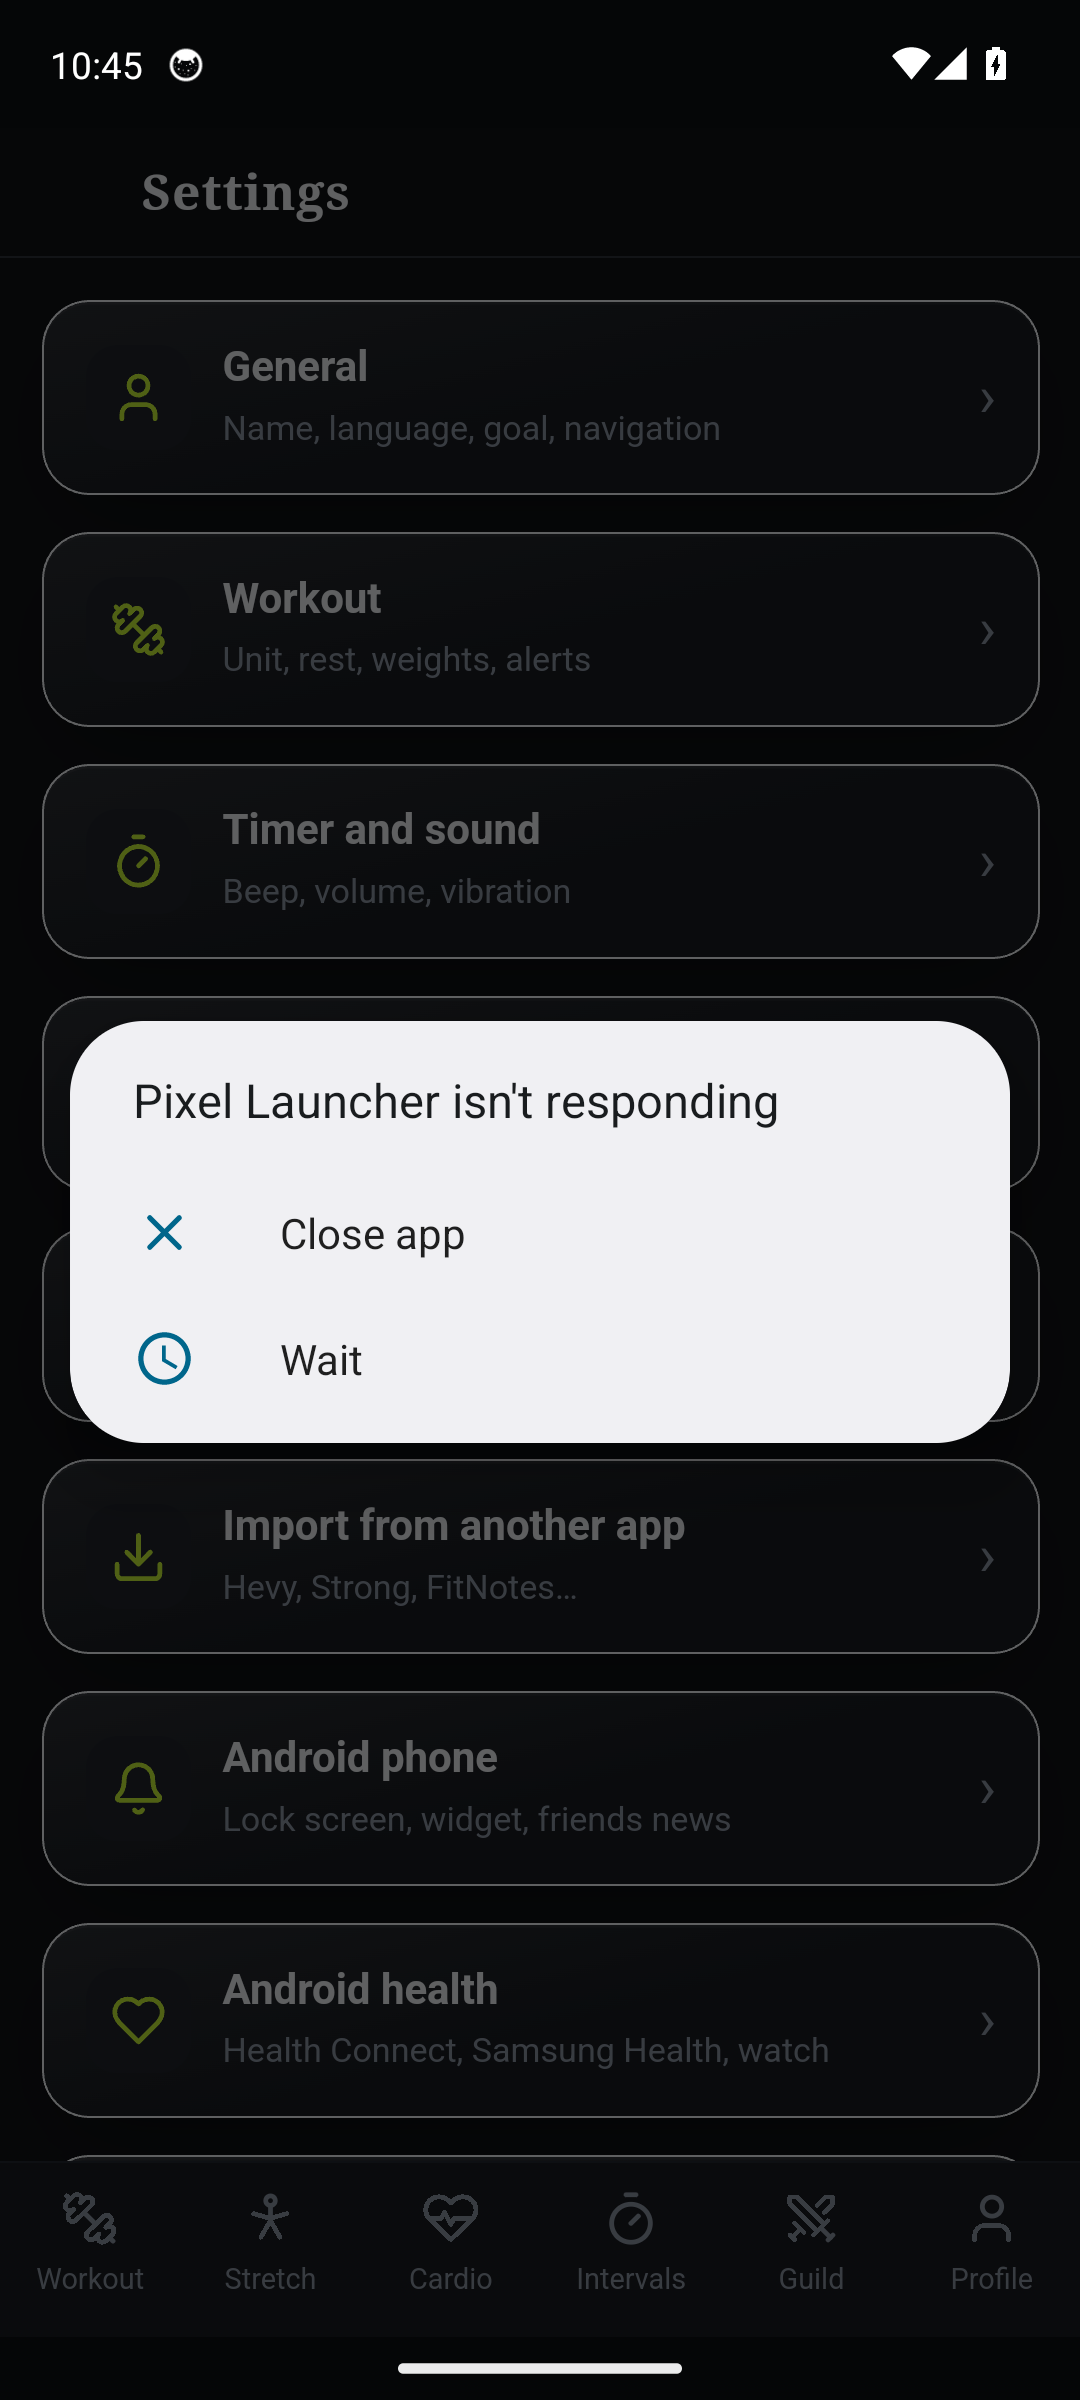 10:45
Settings
General
Name, language, goal, navigation
Workout
Unit, rest, weights, alerts
Timer and sound
Beep, volume, vibration
Pixel Launcher isn't responding
Close app
Wait
Import from another app
Hevy, Strong, FitNotes…
Android phone
Lock screen, widget, friends news
Android health
Health Connect, Samsung Health, watch
Workout
Stretch
Cardio
Intervals
Guild
Profile